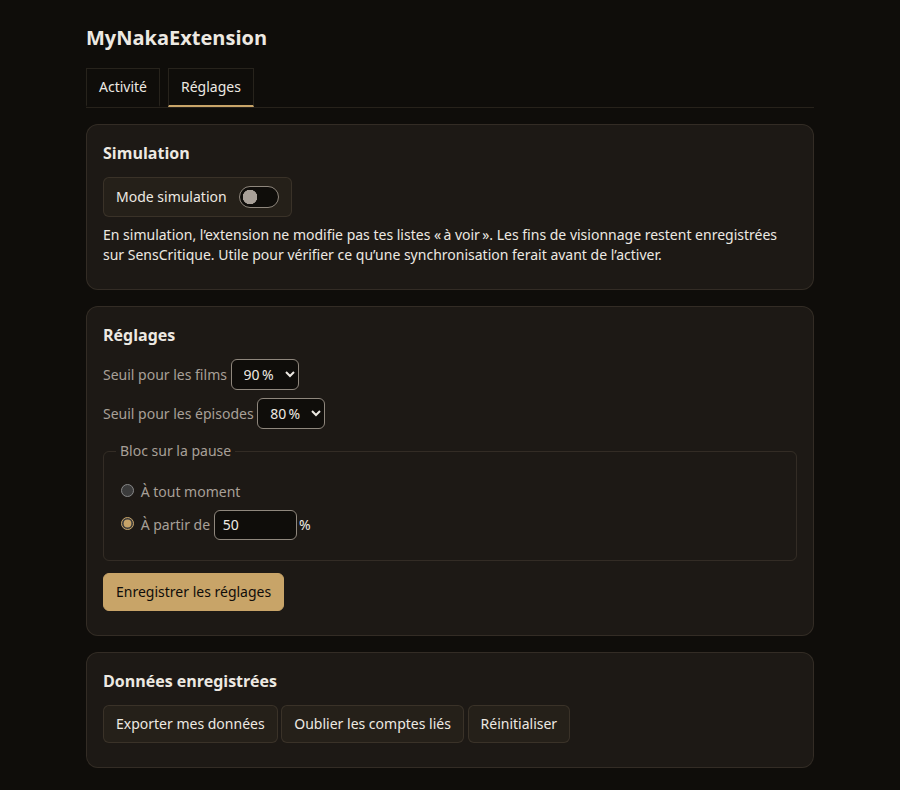 MyNakaExtension
Activité
Réglages
Simulation
Mode simulation
En simulation, l’extension ne modifie pas tes listes « à voir ». Les fins de visionnage restent enregistrées
sur SensCritique. Utile pour vérifier ce qu’une synchronisation ferait avant de l’activer.
Réglages
Seuil pour les films 90 %
Seuil pour les épisodes 80 %
Bloc sur la pause
À tout moment
À partir de 50 %
Enregistrer les réglages
Données enregistrées
Exporter mes données
Oublier les comptes liés
Réinitialiser